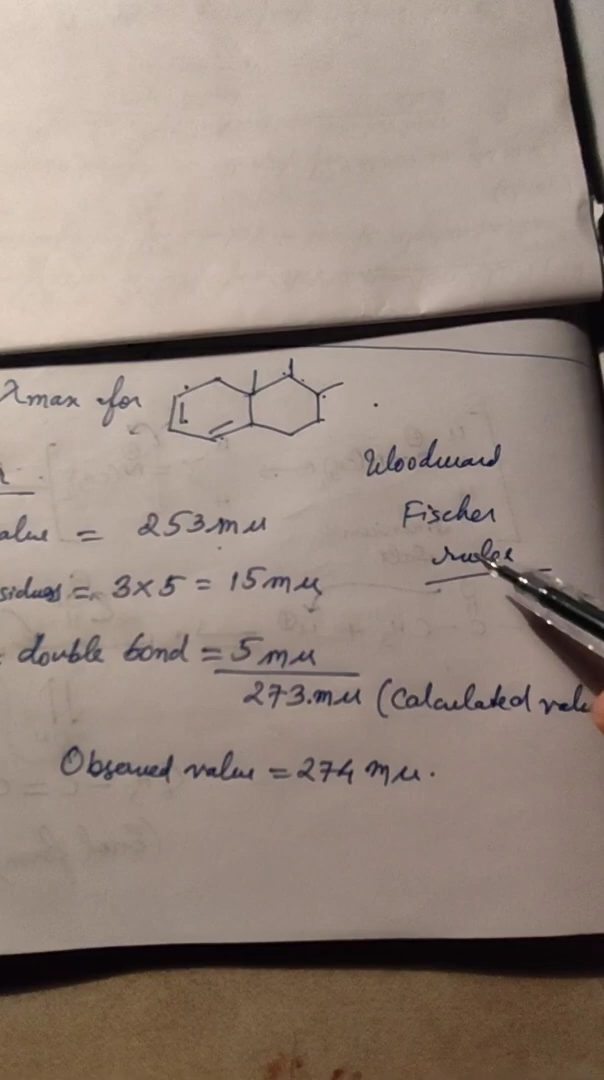 λmax for
Woodward
Fischer
rules
alue = 253 mμ
sidues = 3×5 = 15 mμ
double bond = 5 mμ
273.mμ (Calculated valu
Observed value = 274 mμ.